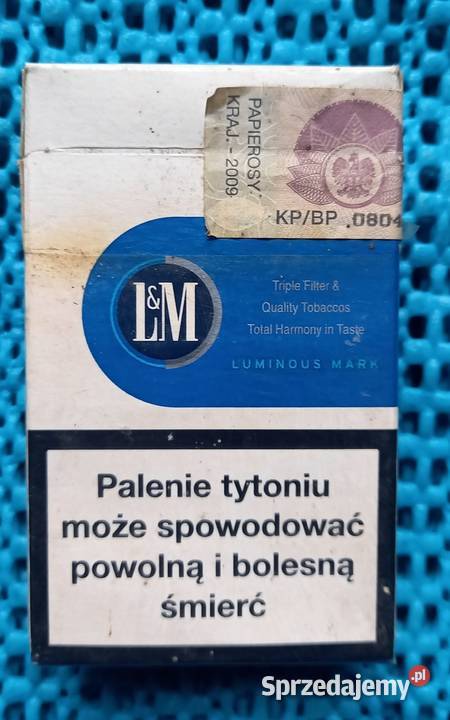 PAPIEROSY
KRAJ. - 2009
KP/BP .0804
L&M
Triple Filter &
Quality Tobaccos
Total Harmony in Taste
LUMINOUS MARK
Palenie tytoniu
może spowodować
powolną i bolesną
śmierć
Sprzedajemy.pl